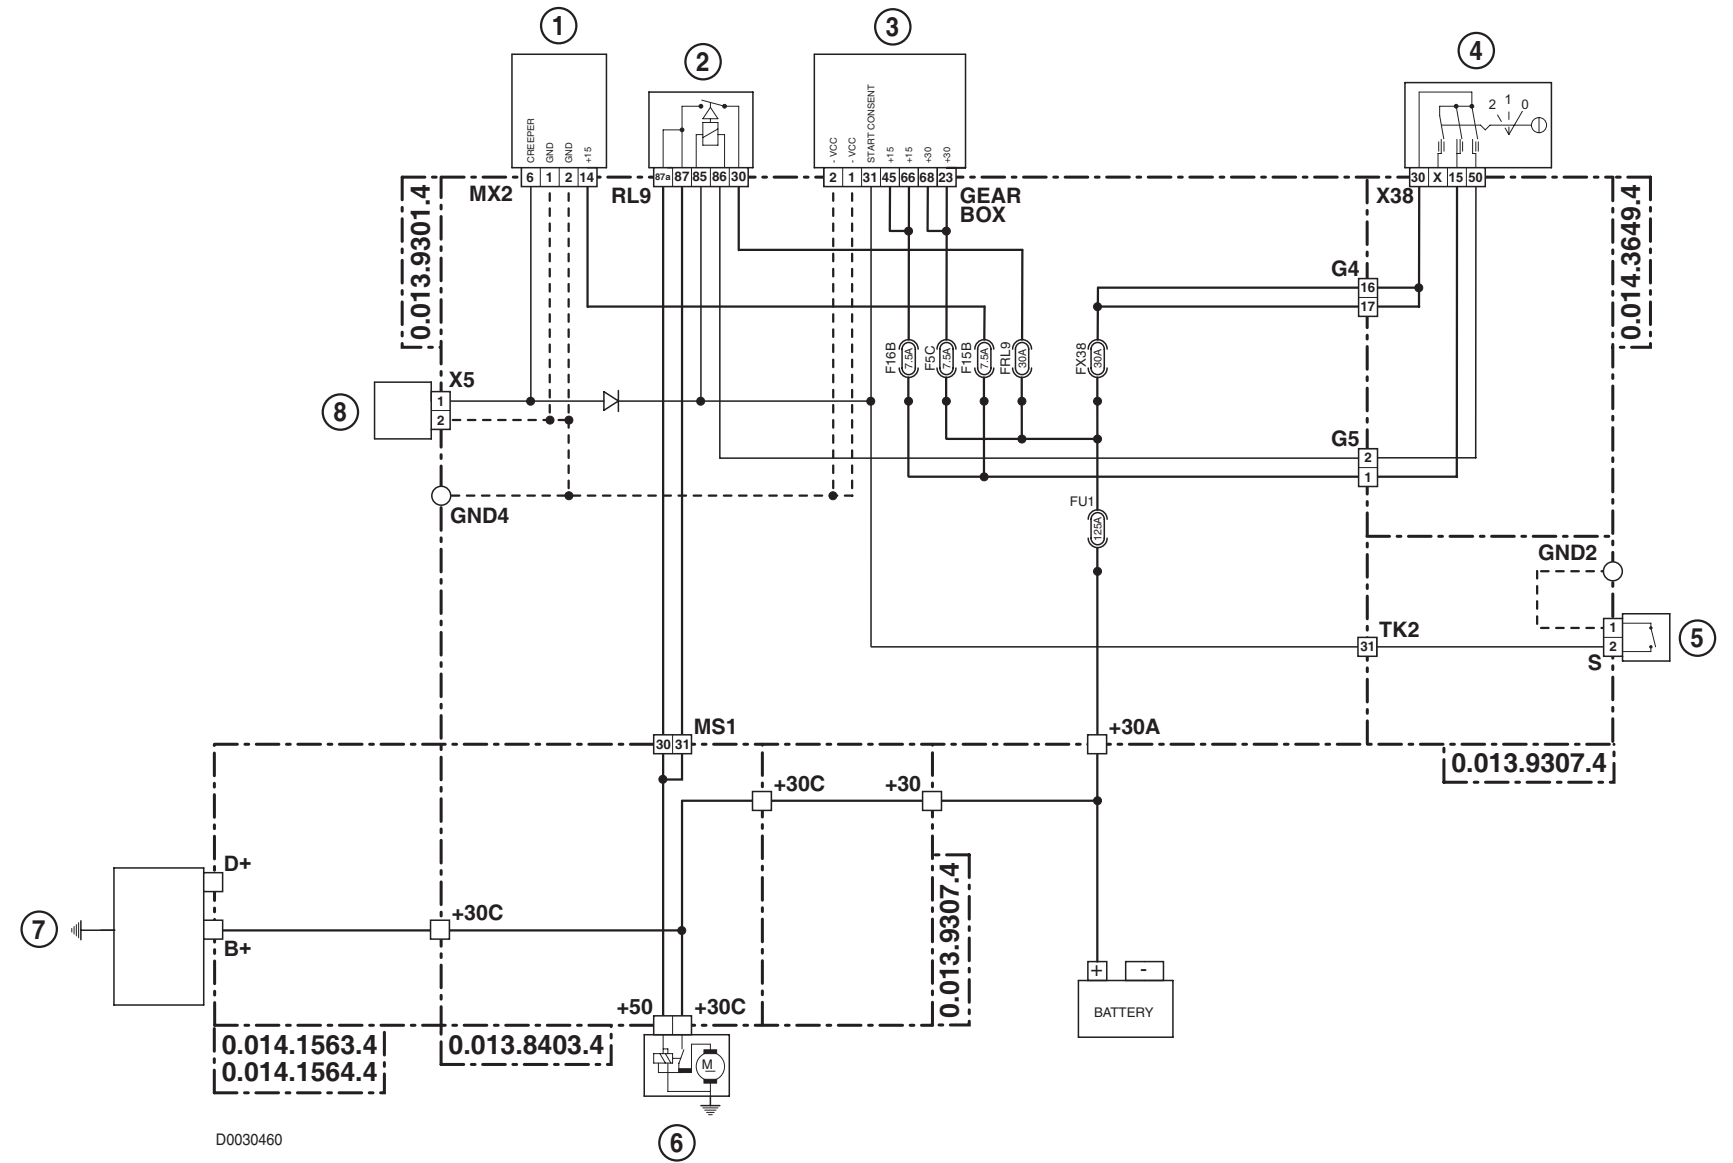 1
2
3
4
CREEPER
GND
GND
+15
- VCC
- VCC
START CONSENT
+15
+15
+30
+30
2 1 0
6 1 2 14
87a 87 85 86 30
2 1 31 45 66 68 23
30 X 15 50
MX2
RL9
GEAR
BOX
X38
0.013.9301.4
0.014.3649.4
G4
16
17
F16B
7.5A
F5C
7.5A
F15B
7.5A
FRL9
30A
FX38
30A
X5
8
1
2
G5
2
1
GND4
FU1
125A
GND2
TK2
31
1
2
S
5
MS1
30 31
+30A
0.013.9307.4
+30C
+30
D+
7
B+
+30C
0.013.9307.4
+50
+30C
+ -
BATTERY
0.014.1563.4
0.014.1564.4
0.013.8403.4
M
6
D0030460